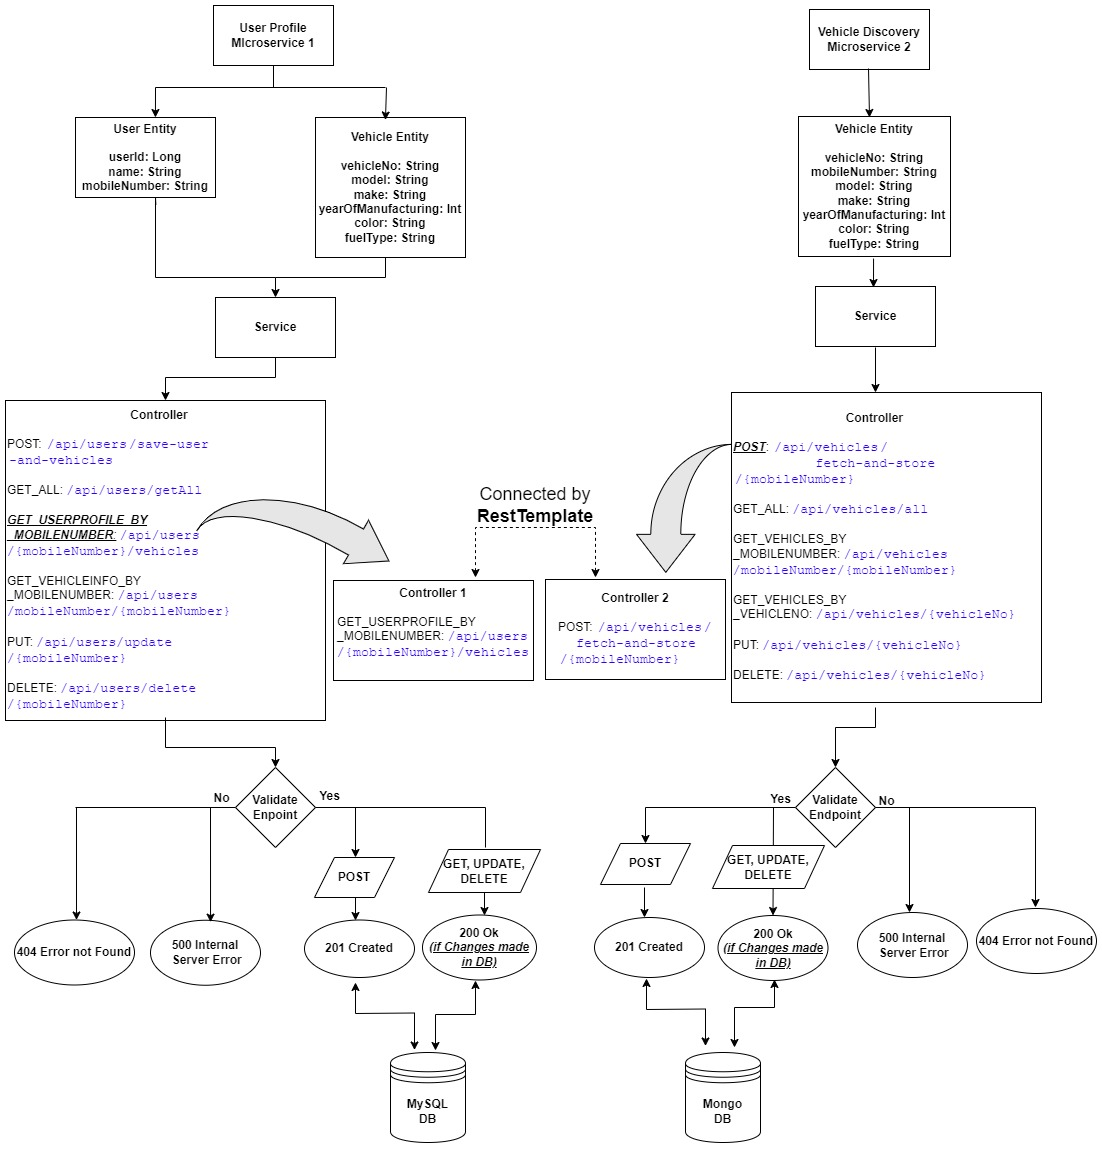 User Profile
MIcroservice 1
Vehicle Discovery
Microservice 2
User Entity
userId: Long
name: String
mobileNumber: String
Vehicle Entity
vehicleNo: String
model: String
make: String
yearOfManufacturing: Int
color: String
fuelType: String
Vehicle Entity
vehicleNo: String
mobileNumber: String
model: String
make: String
yearOfManufacturing: Int
color: String
fuelType: String
Service
Service
Controller
POST: /api/users/save-user
-and-vehicles
GET_ALL: /api/users/getAll
GET_USERPROFILE_BY
_MOBILENUMBER: /api/users
/{mobileNumber}/vehicles
GET_VEHICLEINFO_BY
_MOBILENUMBER: /api/users
/mobileNumber/{mobileNumber}
PUT: /api/users/update
/{mobileNumber}
DELETE: /api/users/delete
/{mobileNumber}
Connected by
RestTemplate
Controller 1
GET_USERPROFILE_BY
_MOBILENUMBER: /api/users
/{mobileNumber}/vehicles
Controller 2
POST: /api/vehicles/
fetch-and-store
/{mobileNumber}
Controller
POST: /api/vehicles/
fetch-and-store
/{mobileNumber}
GET_ALL: /api/vehicles/all
GET_VEHICLES_BY
_MOBILENUMBER: /api/vehicles
/mobileNumber/{mobileNumber}
GET_VEHICLES_BY
_VEHICLENO: /api/vehicles/{vehicleNo}
PUT: /api/vehicles/{vehicleNo}
DELETE: /api/vehicles/{vehicleNo}
No
Validate
Enpoint
Yes
POST
GET, UPDATE,
DELETE
404 Error not Found
500 Internal
Server Error
201 Created
200 Ok
(if Changes made
in DB)
MySQL
DB
Yes
Validate
Endpoint
No
POST
GET, UPDATE,
DELETE
201 Created
200 Ok
(if Changes made
in DB)
500 Internal
Server Error
404 Error not Found
Mongo
DB